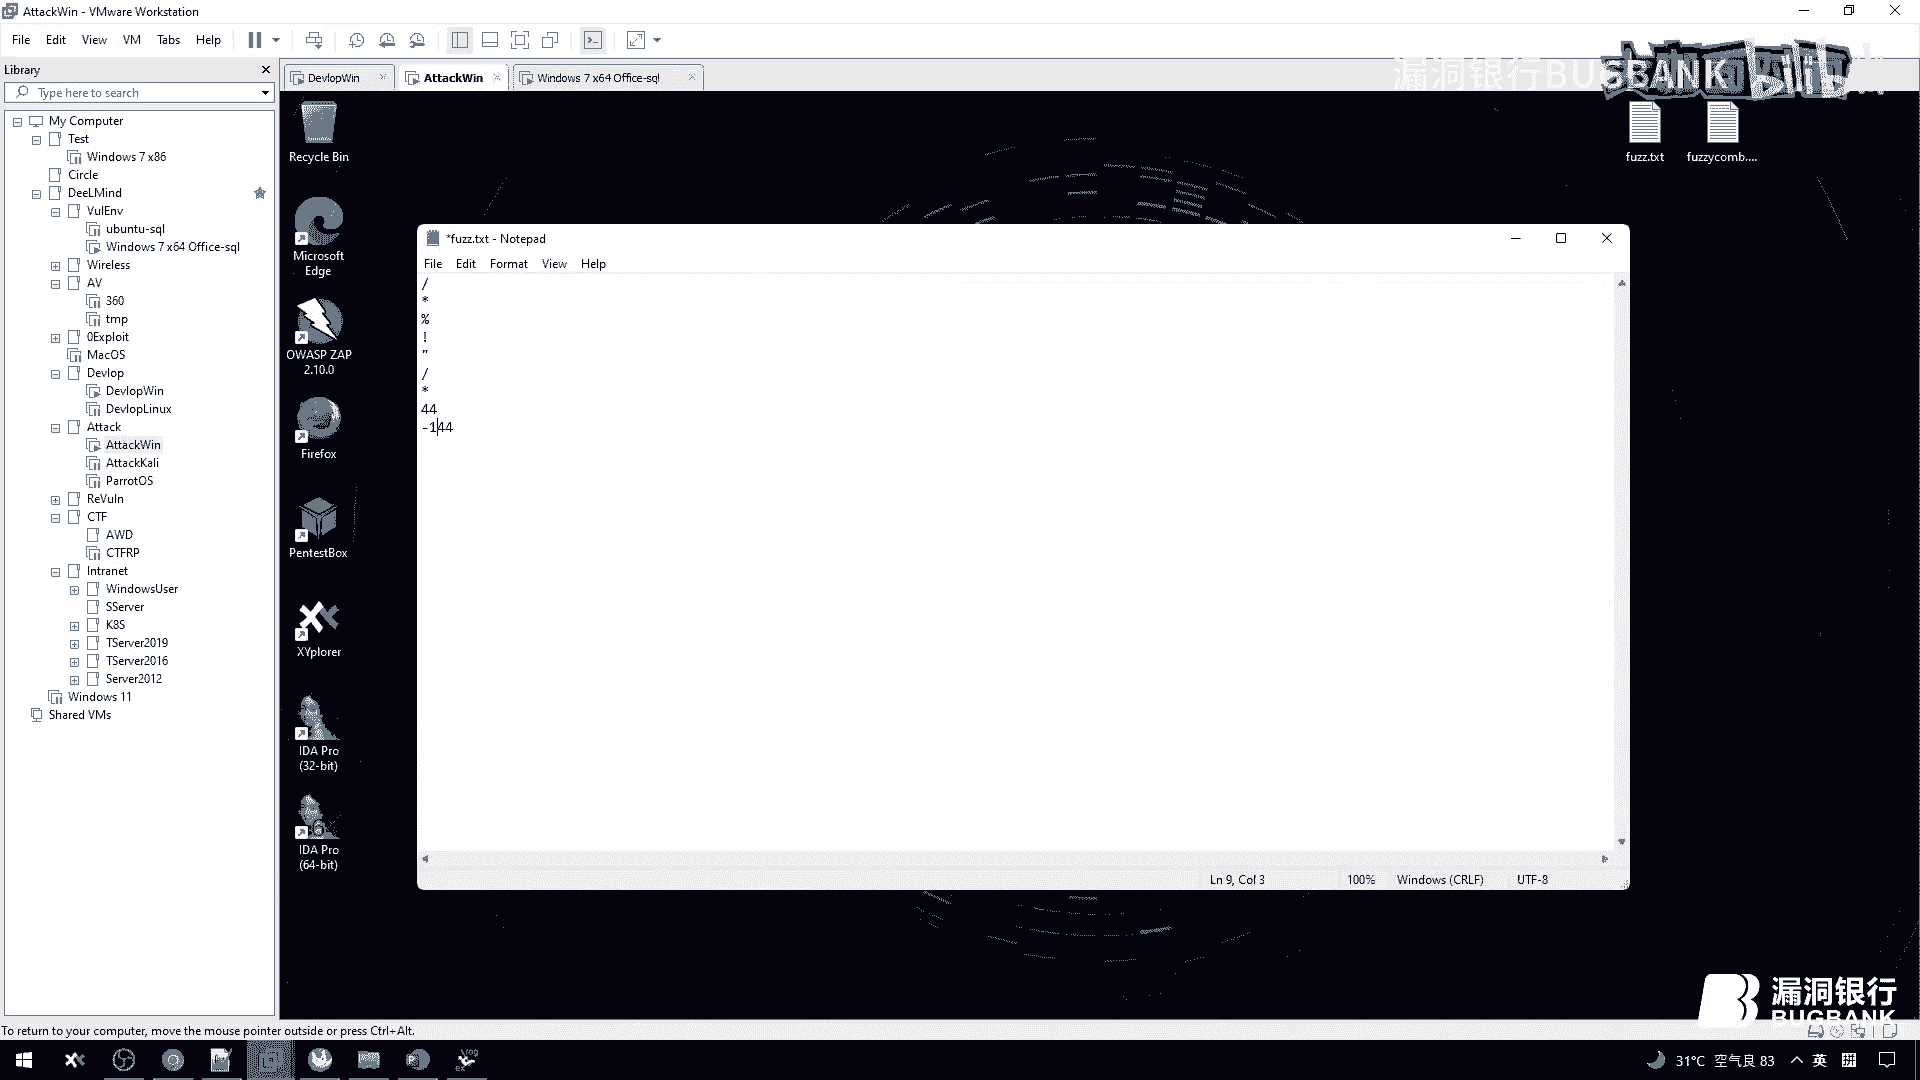 AttackWin - VMware Workstation
File Edit View VM Tabs Help
Library
Type here to search
DevlopWin
AttackWin
Windows 7 x64 Office-sql
漏洞银行BUGBANK bilibili
My Computer
Test
Windows 7 x86
Circle
DeeLMind
VulEnv
ubuntu-sql
Windows 7 x64 Office-sql
Wireless
AV
360
tmp
0Exploit
MacOS
Devlop
DevlopWin
DevlopLinux
Attack
AttackWin
AttackKali
ParrotOS
ReVuln
CTF
AWD
CTFRP
Intranet
WindowsUser
SServer
K8S
TServer2019
TServer2016
Server2012
Windows 11
Shared VMs
Recycle Bin
Microsoft
Edge
OWASP ZAP
2.10.0
Firefox
PentestBox
XYplorer
IDA Pro
(32-bit)
IDA Pro
(64-bit)
fuzz.txt
fuzzycomb....
*fuzz.txt - Notepad
File Edit Format View Help
/
*
%
!
"
/
*
44
-144
Ln 9, Col 3
100%
Windows (CRLF)
UTF-8
漏洞银行
BUGBANK
To return to your computer, move the mouse pointer outside or press Ctrl+Alt.
31°C 空气良 83
英